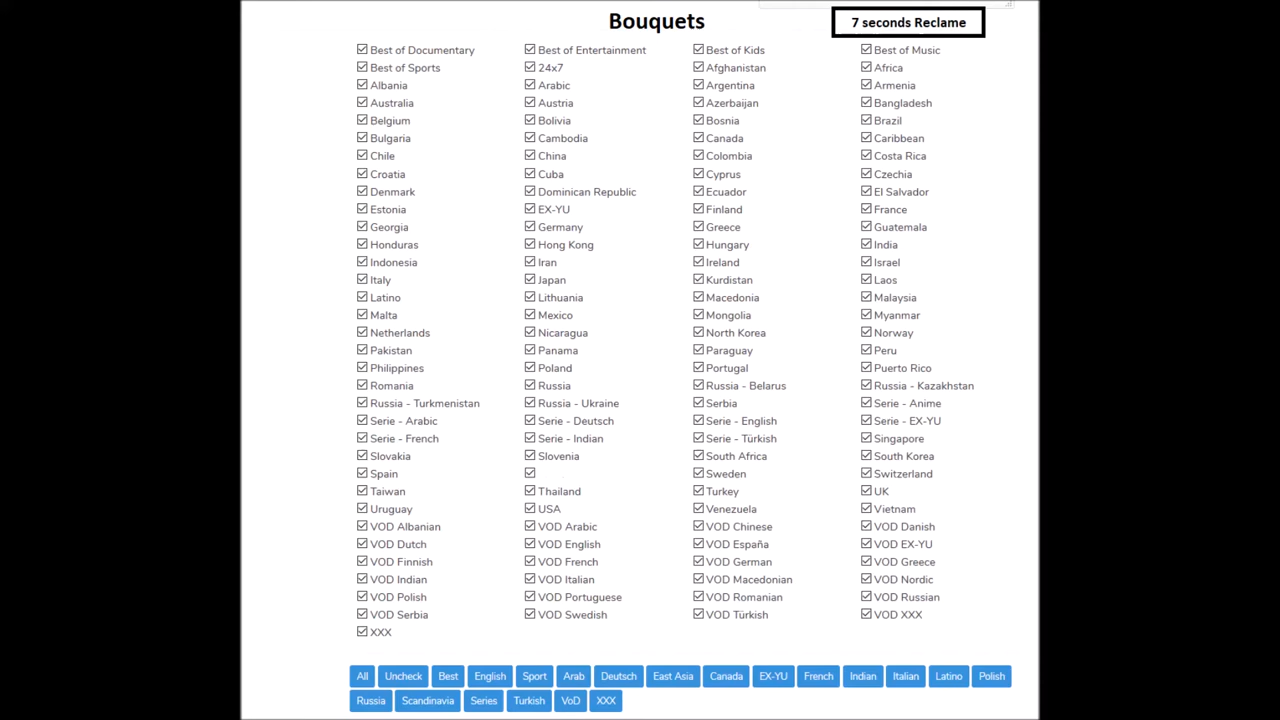 Bouquets
7 seconds Reclame
Best of Documentary Best of Entertainment Best of Kids Best of Music
Best of Sports 24x7 Afghanistan Africa
Albania Arabic Argentina Armenia
Australia Austria Azerbaijan Bangladesh
Belgium Bolivia Bosnia Brazil
Bulgaria Cambodia Canada Caribbean
Chile China Colombia Costa Rica
Croatia Cuba Cyprus Czechia
Denmark Dominican Republic Ecuador El Salvador
Estonia EX-YU Finland France
Georgia Germany Greece Guatemala
Honduras Hong Kong Hungary India
Indonesia Iran Ireland Israel
Italy Japan Kurdistan Laos
Latino Lithuania Macedonia Malaysia
Malta Mexico Mongolia Myanmar
Netherlands Nicaragua North Korea Norway
Pakistan Panama Paraguay Peru
Philippines Poland Portugal Puerto Rico
Romania Russia Russia - Belarus Russia - Kazakhstan
Russia - Turkmenistan Russia - Ukraine Serbia Serie - Anime
Serie - Arabic Serie - Deutsch Serie - English Serie - EX-YU
Serie - French Serie - Indian Serie - Türkish Singapore
Slovakia Slovenia South Africa South Korea
Spain Sweden Switzerland
Taiwan Thailand Turkey UK
Uruguay USA Venezuela Vietnam
VOD Albanian VOD Arabic VOD Chinese VOD Danish
VOD Dutch VOD English VOD España VOD EX-YU
VOD Finnish VOD French VOD German VOD Greece
VOD Indian VOD Italian VOD Macedonian VOD Nordic
VOD Polish VOD Portuguese VOD Romanian VOD Russian
VOD Serbia VOD Swedish VOD Türkish VOD XXX
XXX
All Uncheck Best English Sport Arab Deutsch East Asia Canada EX-YU French Indian Italian Latino Polish
Russia Scandinavia Series Turkish VoD XXX